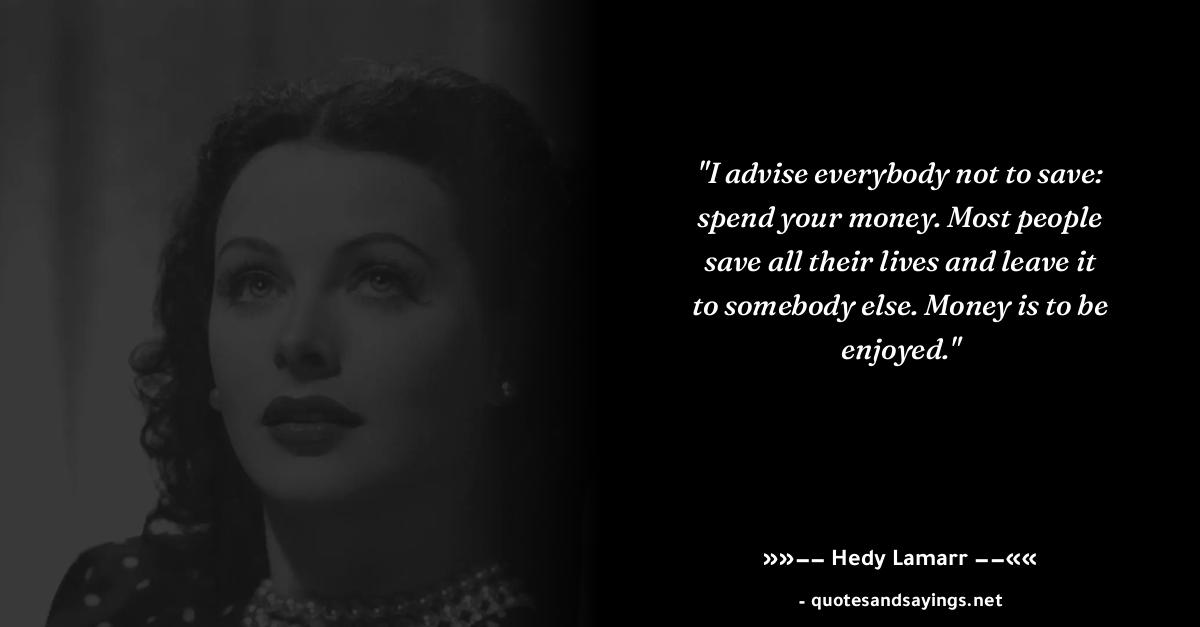 "I advise everybody not to save:
spend your money. Most people
save all their lives and leave it
to somebody else. Money is to be
enjoyed."
»»–– Hedy Lamarr ––««
- quotesandsayings.net